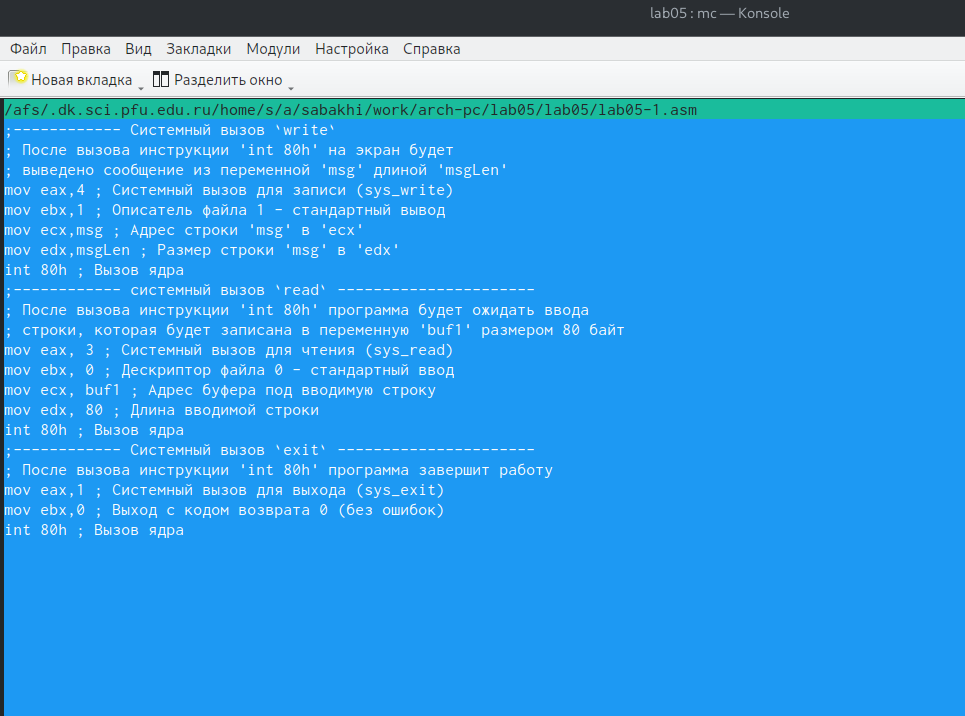 lab05 : mc — Konsole
Файл Правка Вид Закладки Модули Настройка Справка
Новая вкладка Разделить окно
/afs/.dk.sci.pfu.edu.ru/home/s/a/sabakhi/work/arch-pc/lab05/lab05/lab05-1.asm
;------------ Системный вызов `write`
; После вызова инструкции 'int 80h' на экран будет
; выведено сообщение из переменной 'msg' длиной 'msgLen'
mov eax,4 ; Системный вызов для записи (sys_write)
mov ebx,1 ; Описатель файла 1 - стандартный вывод
mov ecx,msg ; Адрес строки 'msg' в 'ecx'
mov edx,msgLen ; Размер строки 'msg' в 'edx'
int 80h ; Вызов ядра
;------------ системный вызов `read` ----------------------
; После вызова инструкции 'int 80h' программа будет ожидать ввода
; строки, которая будет записана в переменную 'buf1' размером 80 байт
mov eax, 3 ; Системный вызов для чтения (sys_read)
mov ebx, 0 ; Дескриптор файла 0 - стандартный ввод
mov ecx, buf1 ; Адрес буфера под вводимую строку
mov edx, 80 ; Длина вводимой строки
int 80h ; Вызов ядра
;------------ Системный вызов `exit` ----------------------
; После вызова инструкции 'int 80h' программа завершит работу
mov eax,1 ; Системный вызов для выхода (sys_exit)
mov ebx,0 ; Выход с кодом возврата 0 (без ошибок)
int 80h ; Вызов ядра